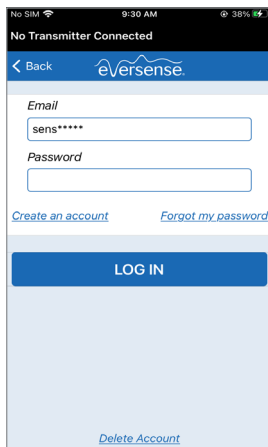 No SIM 9:30 AM 38%
No Transmitter Connected
Back eversense.
Email
sens*****
Password
Create an account Forgot my password
LOG IN
Delete Account